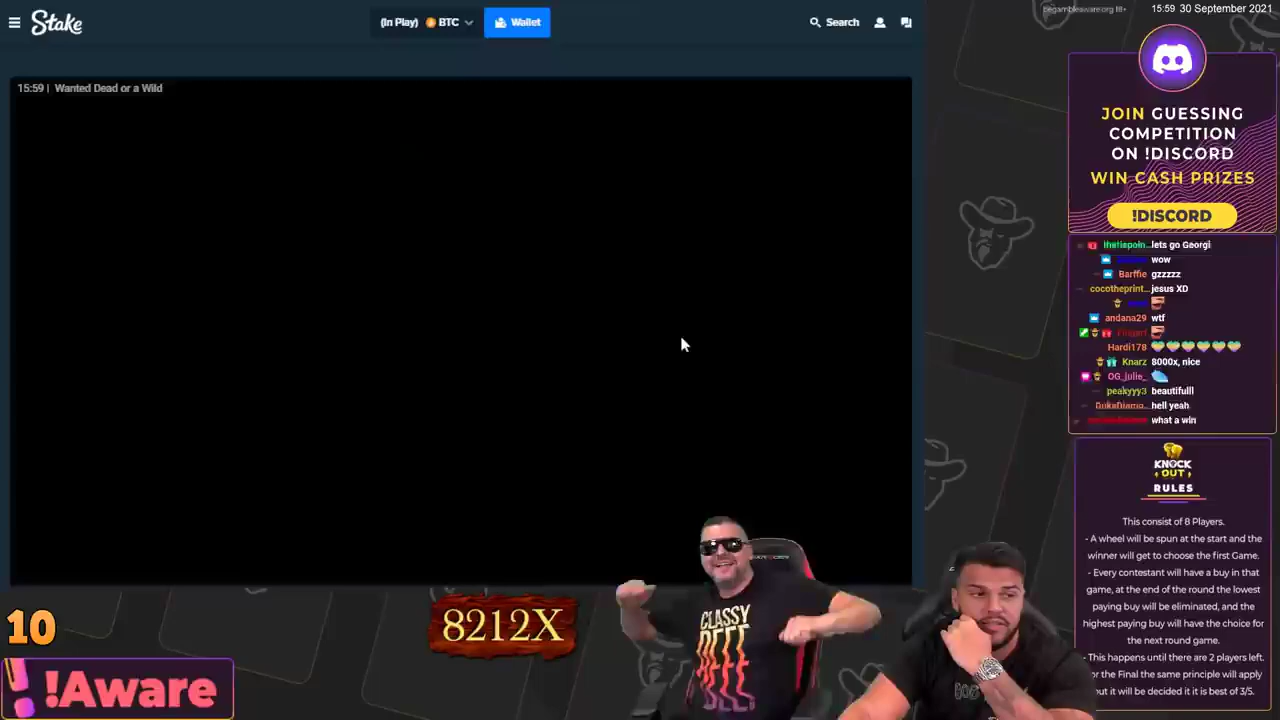 Stake
(In Play) BTC
Wallet
Search
begambleaware.org 18+
15:59 30 September 2021
15:59 | Wanted Dead or a Wild
JOIN GUESSING
COMPETITION
ON !DISCORD
WIN CASH PRIZES
!DISCORD
lets go Georgi
wow
Barffie gzzzzz
cocotheprint... jesus XD
andana29 wtf
Hardi178
Knarz 8000x, nice
OG_julie_
peakyyy3 beautifulll
DukeDiamo... hell yeah
what a win
KNOCK
OUT
RULES
This consist of 8 Players.
- A wheel will be spun at the start and the
winner will get to choose the first Game.
- Every contestant will have a buy in that
game, at the end of the round the lowest
paying buy will be eliminated, and the
highest paying buy will have the choice for
the next round game.
- This happens until there are 2 players left.
or the Final the same principle will apply
but it will be decided it is best of 3/5.
10
8212X
CLASSY
BEEF
!Aware